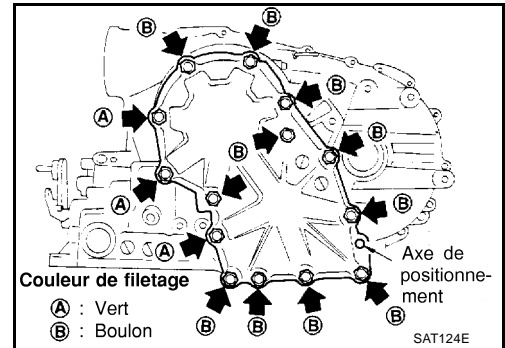 B
B
B
A
B
B
A
B
B
A
Axe de
positionne-
ment
Couleur de filetage
A : Vert
B : Boulon
B
B
B
B
SAT124E